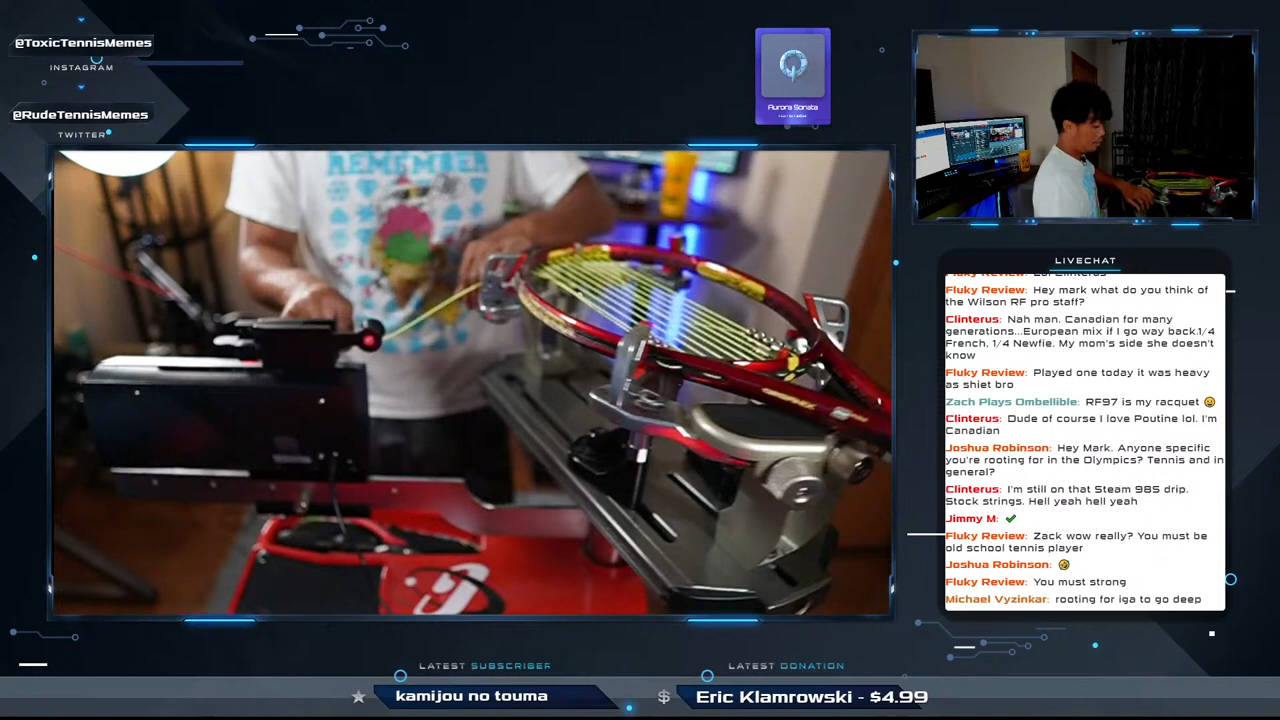 @ToxicTennisMemes
INSTAGRAM
@RudeTennisMemes
TWITTER
Aurora Sonata
REMEMBER
LIVECHAT
Fluky Review: Hey mark what do you think of
the Wilson RF pro staff?
Clinterus: Nah man. Canadian for many
generations...European mix if I go way back.1/4
French, 1/4 Newfie. My mom's side she doesn't
know
Fluky Review: Played one today it was heavy
as shiet bro
Zach Plays Ombellible: RF97 is my racquet 🙂
Clinterus: Dude of course I love Poutine lol. I'm
Canadian
Joshua Robinson: Hey Mark. Anyone specific
you're rooting for in the Olympics? Tennis and in
general?
Clinterus: I'm still on that Steam 98S drip.
Stock strings. Hell yeah hell yeah
Jimmy M: ✔
Fluky Review: Zack wow really? You must be
old school tennis player
Joshua Robinson:
Fluky Review: You must strong
Michael Vyzinkar: rooting for iga to go deep
LATEST SUBSCRIBER
kamijou no touma
LATEST DONATION
$ Eric Klamrowski - $4.99